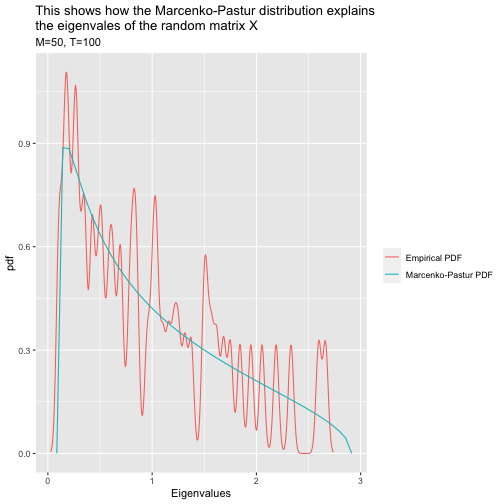 This shows how the Marcenko-Pastur distribution explains
the eigenvales of the random matrix X
M=50, T=100
pdf
0.9
0.6
0.3
0.0
0
1
2
3
Eigenvalues
Empirical PDF
Marcenko-Pastur PDF